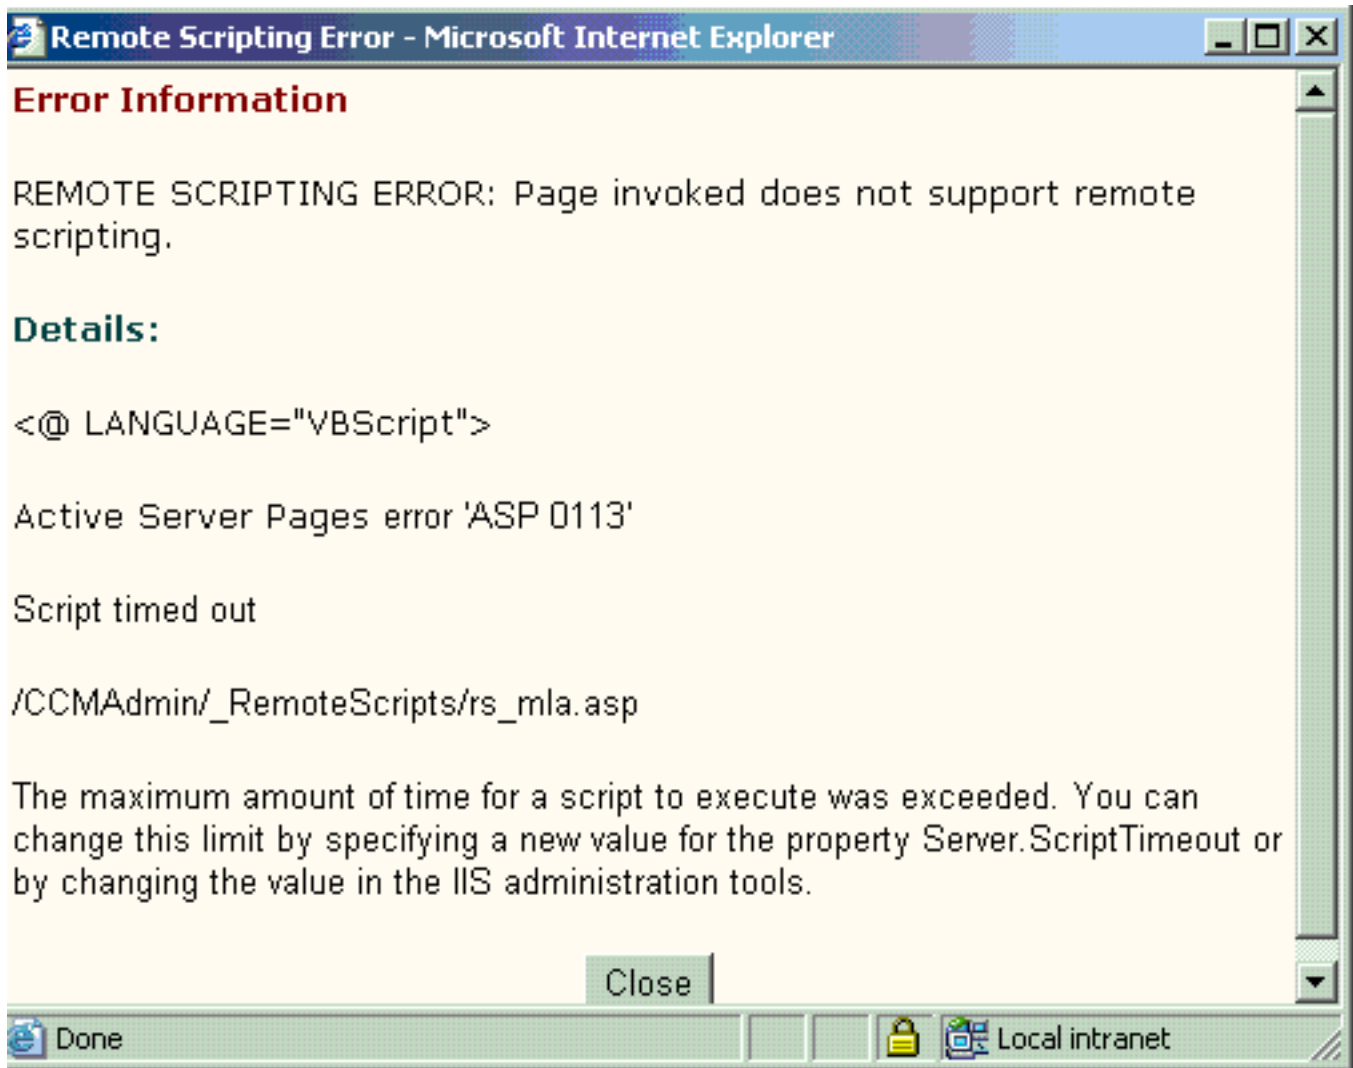 Remote Scripting Error - Microsoft Internet Explorer
Error Information
REMOTE SCRIPTING ERROR: Page invoked does not support remote
scripting.
Details:
<@ LANGUAGE="VBScript">
Active Server Pages error 'ASP 0113'
Script timed out
/CCMAdmin/_RemoteScripts/rs_mla.asp
The maximum amount of time for a script to execute was exceeded. You can
change this limit by specifying a new value for the property Server.ScriptTimeout or
by changing the value in the IIS administration tools.
Close
Done
Local intranet